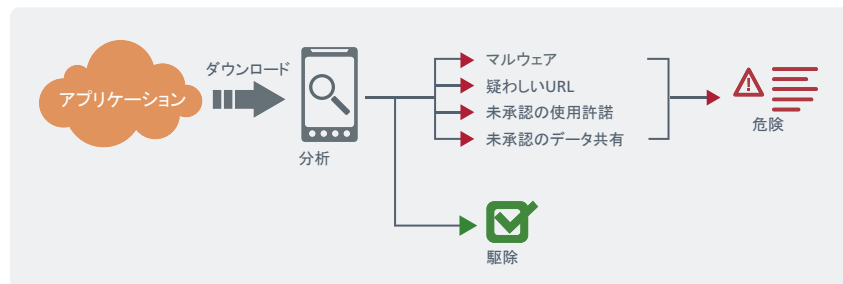 アプリケーション
ダウンロード
分析
マルウェア
疑わしいURL
未承認の使用許諾
未承認のデータ共有
危険
駆除